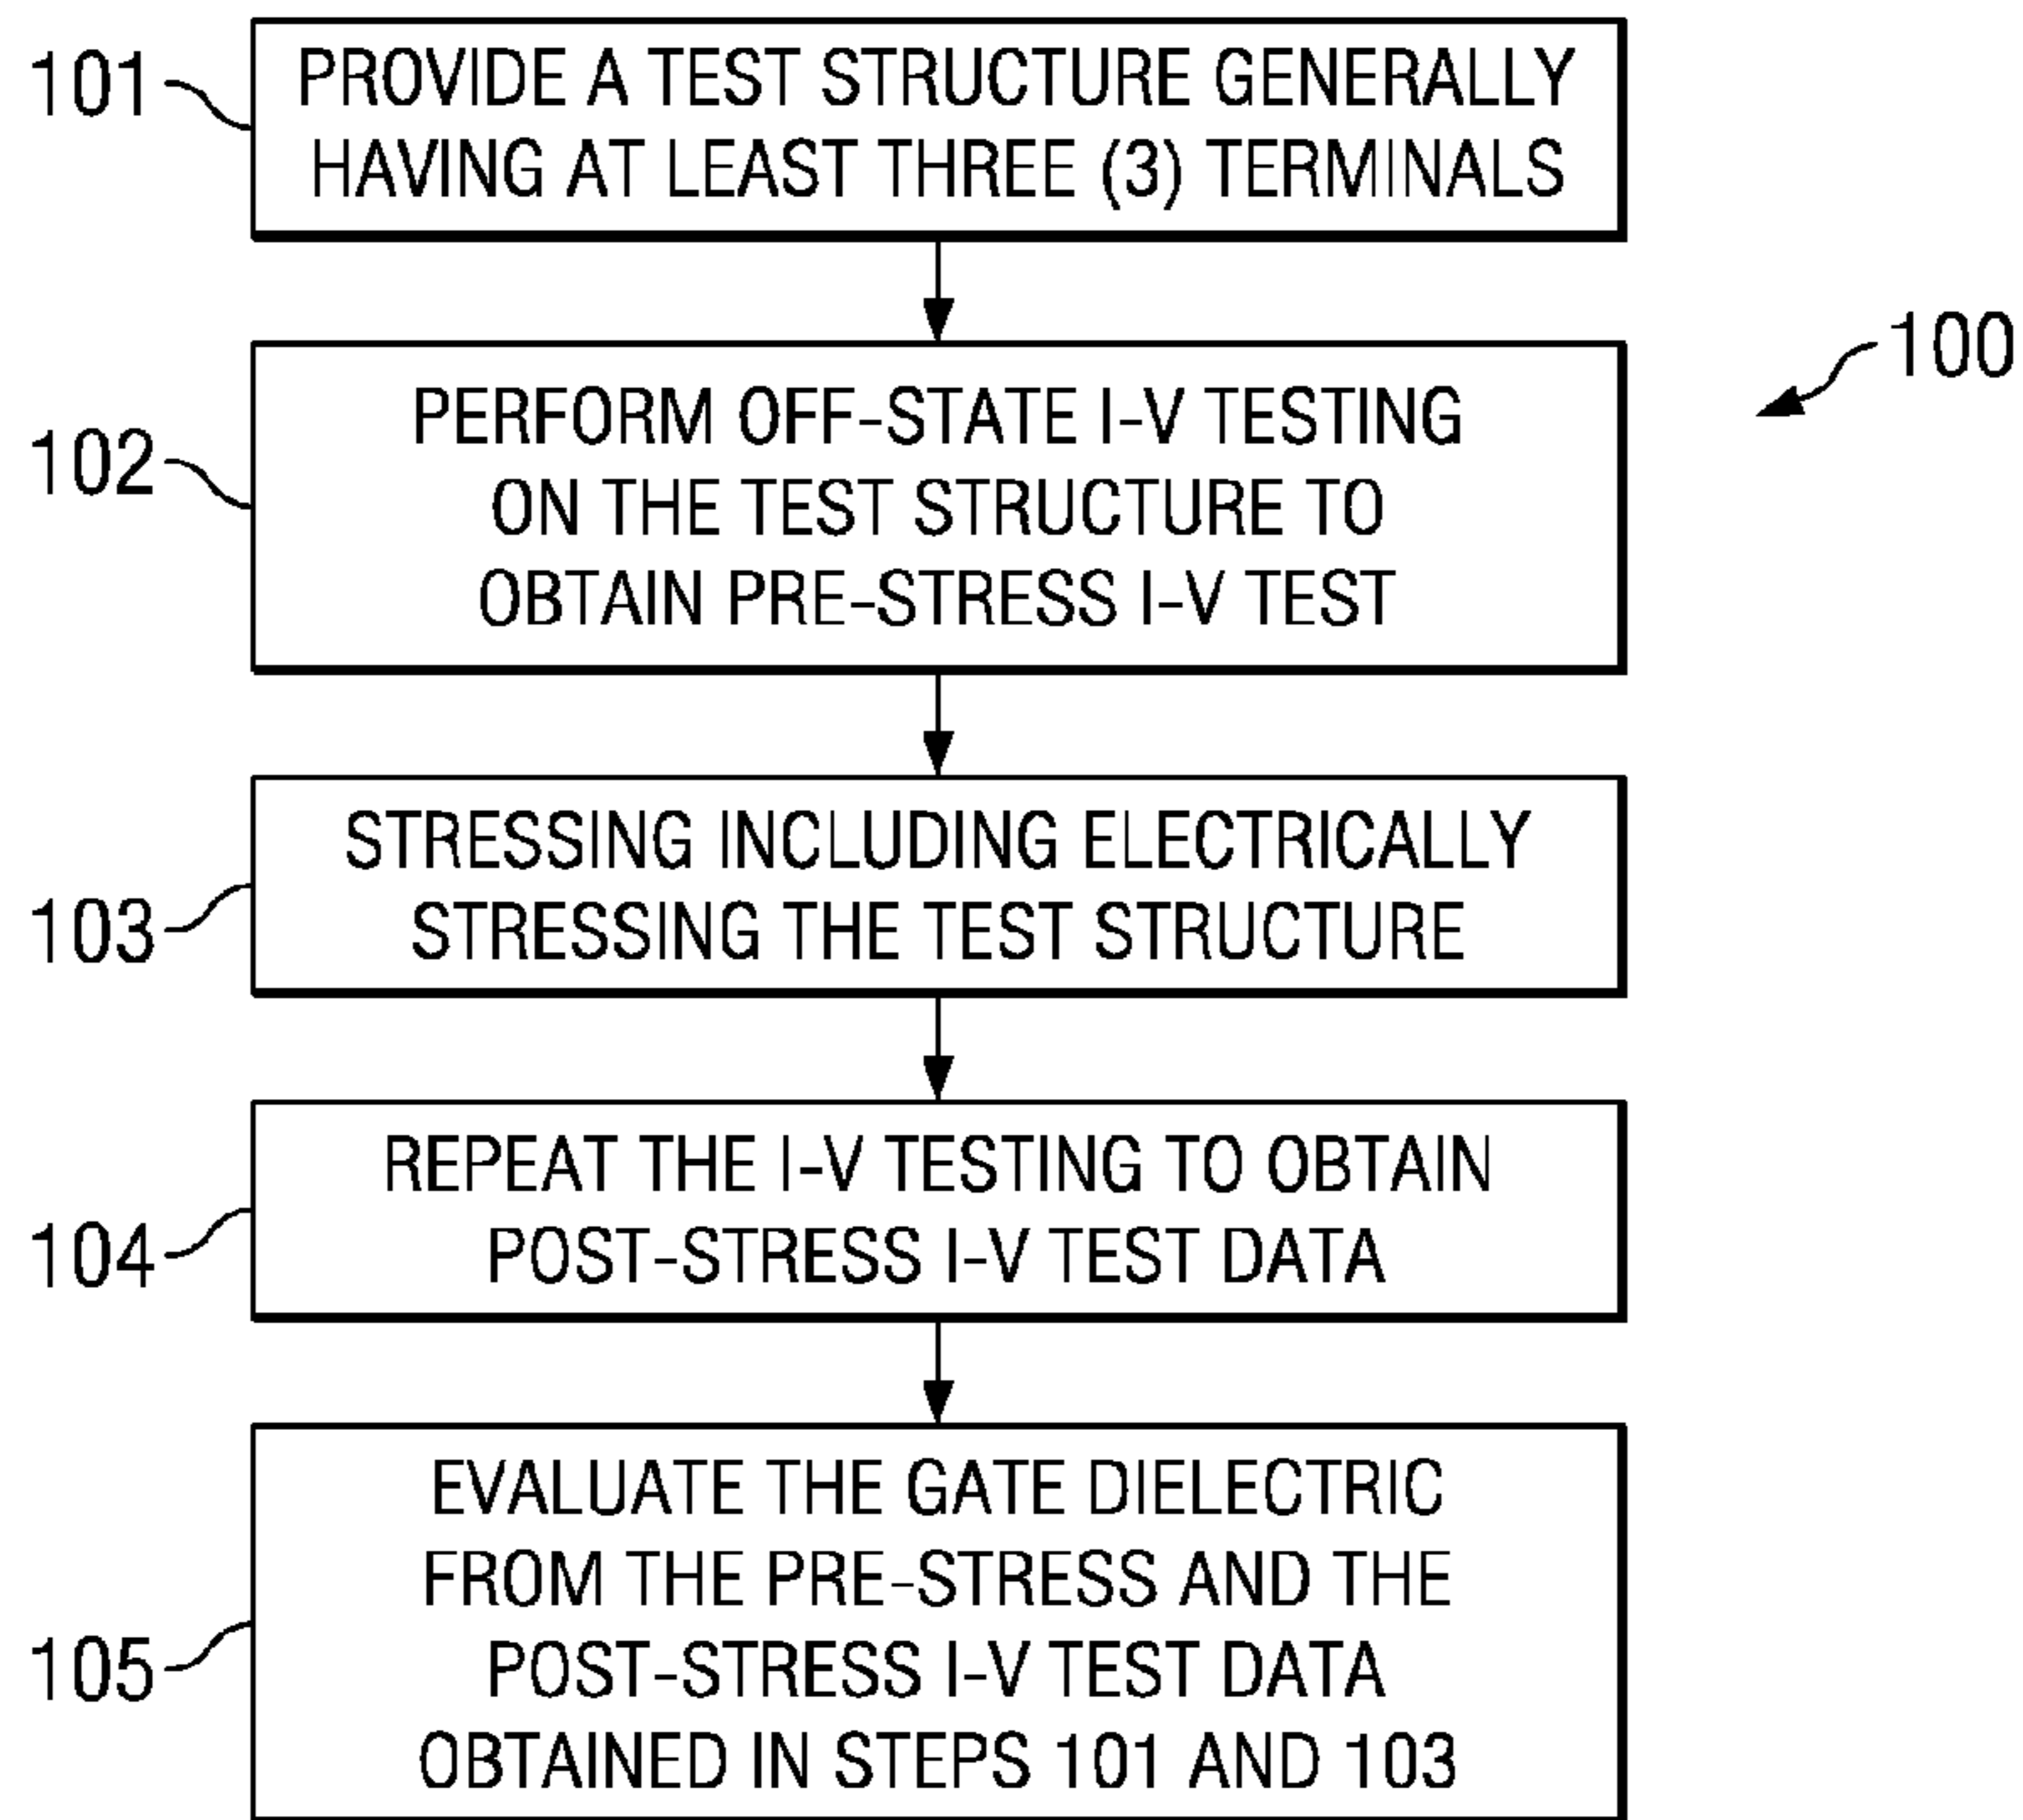 101
PROVIDE A TEST STRUCTURE GENERALLY
HAVING AT LEAST THREE (3) TERMINALS
100
102
PERFORM OFF-STATE I-V TESTING
ON THE TEST STRUCTURE TO
OBTAIN PRE-STRESS I-V TEST
103
STRESSING INCLUDING ELECTRICALLY
STRESSING THE TEST STRUCTURE
104
REPEAT THE I-V TESTING TO OBTAIN
POST-STRESS I-V TEST DATA
105
EVALUATE THE GATE DIELECTRIC
FROM THE PRE-STRESS AND THE
POST-STRESS I-V TEST DATA
OBTAINED IN STEPS 101 AND 103